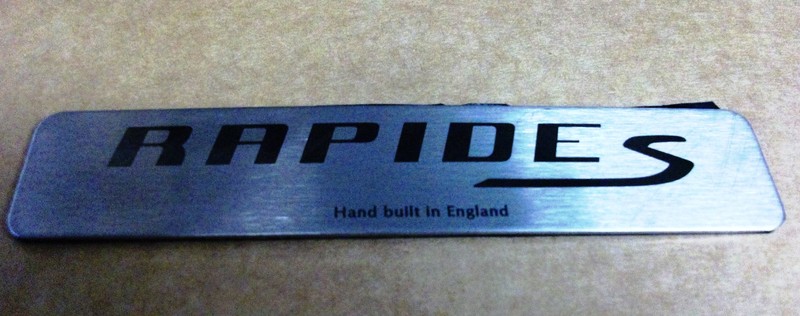 RAPIDE S
Hand built in England